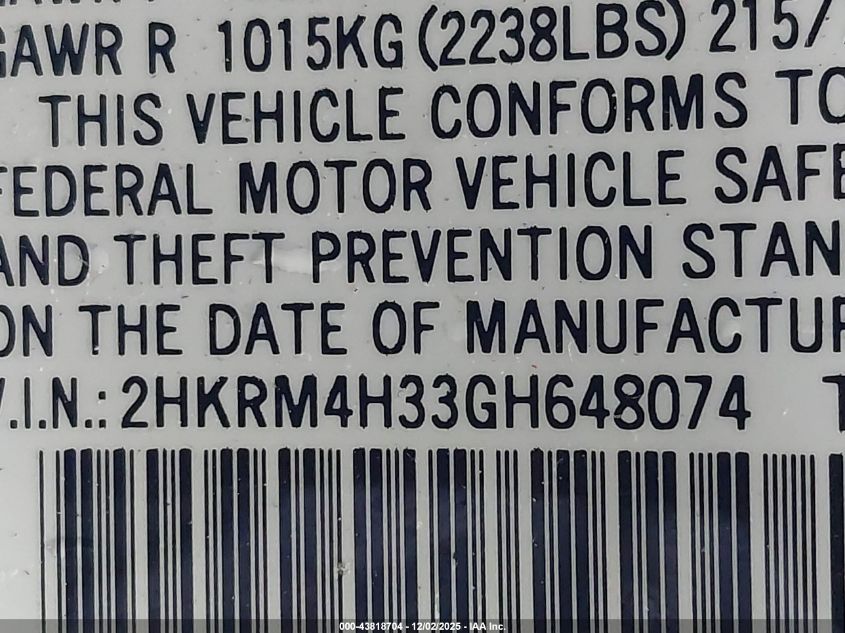 GAWR R 1015KG (2238LBS) 215/
THIS VEHICLE CONFORMS TO
FEDERAL MOTOR VEHICLE SAFE
AND THEFT PREVENTION STAN
ON THE DATE OF MANUFACTUR
V.I.N.: 2HKRM4H33GH648074 T
000-43818704 - 12/02/2025 - IAA Inc.